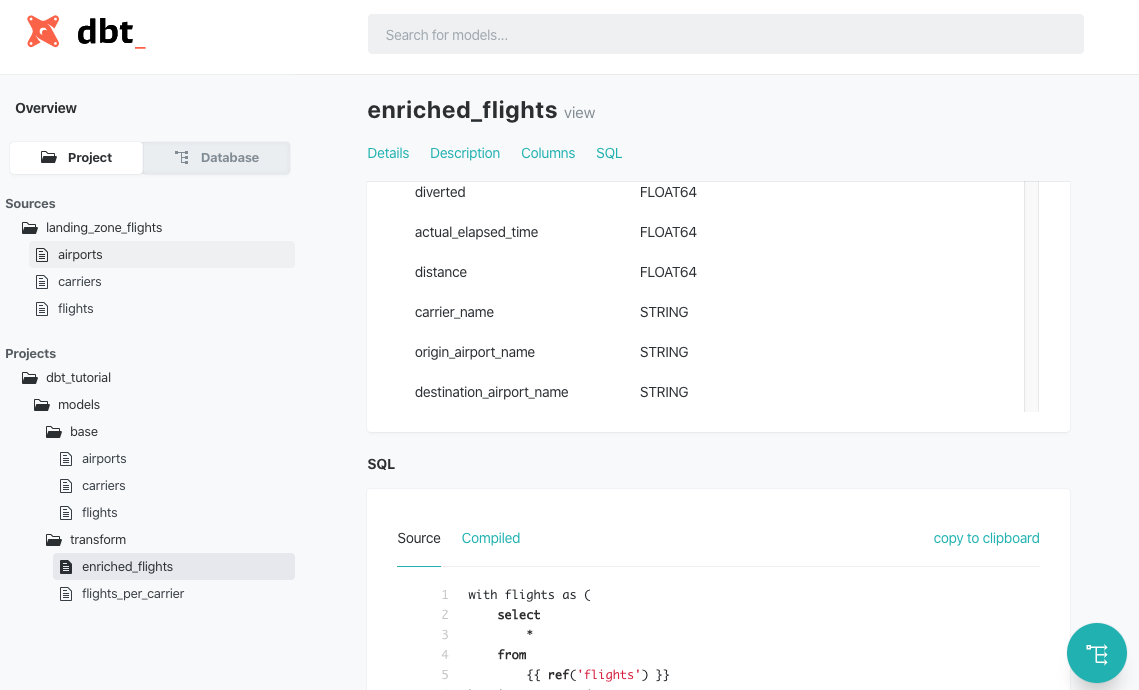 dbt_
Search for models...
Overview
Project
Database
Sources
landing_zone_flights
airports
carriers
flights
Projects
dbt_tutorial
models
base
airports
carriers
flights
transform
enriched_flights
flights_per_carrier
enriched_flights view
Details Description Columns SQL
diverted FLOAT64
actual_elapsed_time FLOAT64
distance FLOAT64
carrier_name STRING
origin_airport_name STRING
destination_airport_name STRING
SQL
Source Compiled copy to clipboard
1 with flights as (
2 select
3 *
4 from
5 {{ ref('flights') }}